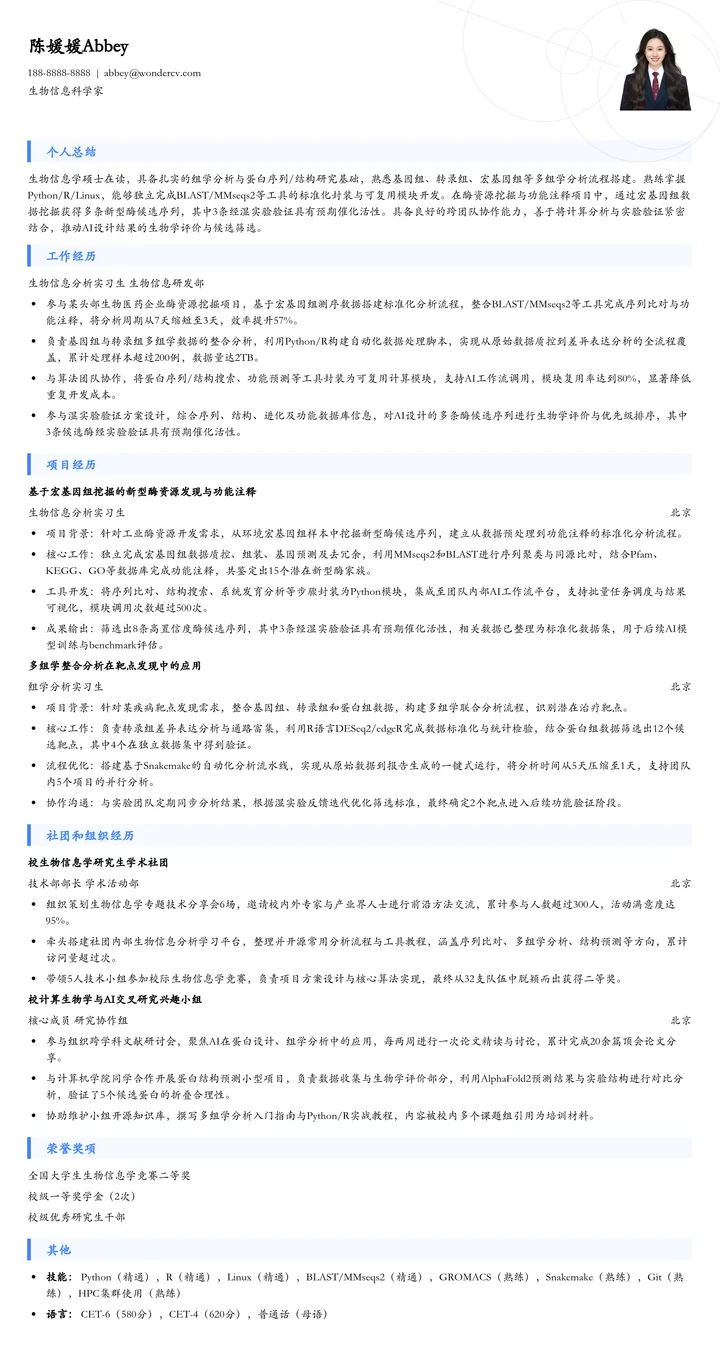 陈媛媛Abbey
188-8888-8888 | abbey@wondercv.com
生物信息科学家
个人总结
生物信息学硕士在读，具备扎实的组学分析与蛋白序列/结构研究基础，熟悉基因组、转录组、宏基因组等多组学分析流程搭建。熟练掌握
Python/R/Linux，能够独立完成BLAST/MMseqs2等工具的标准化封装与可复用模块开发。在酶资源挖掘与功能注释项目中，通过宏基因组数
据挖掘获得多条新型酶候选序列，其中3条经湿实验验证具有预期催化活性。具备良好的跨团队协作能力，善于将计算分析与实验验证紧密
结合，推动AI设计结果的生物学评价与候选筛选。
工作经历
生物信息分析实习生 生物信息研发部
• 参与某头部生物医药企业酶资源挖掘项目，基于宏基因组测序数据搭建标准化分析流程，整合BLAST/MMseqs2等工具完成序列比对与功
能注释，将分析周期从7天缩短至3天，效率提升57%。
• 负责基因组与转录组多组学数据的整合分析，利用Python/R构建自动化数据处理脚本，实现从原始数据质控到差异表达分析的全流程覆
盖，累计处理样本超过200例，数据量达2TB。
• 与算法团队协作，将蛋白序列/结构搜索、功能预测等工具封装为可复用计算模块，支持AI工作流调用，模块复用率达到80%，显著降低
重复开发成本。
• 参与湿实验验证方案设计，综合序列、结构、进化及功能数据库信息，对AI设计的多条酶候选序列进行生物学评价与优先级排序，其中
3条候选酶经实验验证具有预期催化活性。
项目经历
基于宏基因组挖掘的新型酶资源发现与功能注释
生物信息分析实习生 北京
• 项目背景：针对工业酶资源开发需求，从环境宏基因组样本中挖掘新型酶候选序列，建立从数据预处理到功能注释的标准化分析流程。
• 核心工作：独立完成宏基因组数据质控、组装、基因预测及去冗余，利用MMseqs2和BLAST进行序列聚类与同源比对，结合Pfam、
KEGG、GO等数据库完成功能注释，共鉴定出15个潜在新型酶家族。
• 工具开发：将序列比对、结构搜索、系统发育分析等步骤封装为Python模块，集成至团队内部AI工作流平台，支持批量任务调度与结果
可视化，模块调用次数超过500次。
• 成果输出：筛选出8条高置信度酶候选序列，其中3条经湿实验验证具有预期催化活性，相关数据已整理为标准化数据集，用于后续AI模
型训练与benchmark评估。
多组学整合分析在靶点发现中的应用
组学分析实习生 北京
• 项目背景：针对某疾病靶点发现需求，整合基因组、转录组和蛋白组数据，构建多组学联合分析流程，识别潜在治疗靶点。
• 核心工作：负责转录组差异表达分析与通路富集，利用R语言DESeq2/edgeR完成数据标准化与统计检验，结合蛋白组数据筛选出12个候
选靶点，其中4个在独立数据集中得到验证。
• 流程优化：搭建基于Snakemake的自动化分析流水线，实现从原始数据到报告生成的一键式运行，将分析时间从5天压缩至1天，支持团队
内5个项目的并行分析。
• 协作沟通：与实验团队定期同步分析结果，根据湿实验反馈迭代优化筛选标准，最终确定2个靶点进入后续功能验证阶段。
社团和组织经历
校生物信息学研究生学术社团
技术部部长 学术活动部 北京
• 组织策划生物信息学专题技术分享会6场，邀请校内外专家与产业界人士进行前沿方法交流，累计参与人数超过300人，活动满意度达
95%。
• 牵头搭建社团内部生物信息分析学习平台，整理并开源常用分析流程与工具教程，涵盖序列比对、多组学分析、结构预测等方向，累计
访问量超过次。
• 带领5人技术小组参加校际生物信息学竞赛，负责项目方案设计与核心算法实现，最终从32支队伍中脱颖而出获得二等奖。
校计算生物学与AI交叉研究兴趣小组
核心成员 研究协作组 北京
• 参与组织跨学科文献研讨会，聚焦AI在蛋白设计、组学分析中的应用，每两周进行一次论文精读与讨论，累计完成20余篇顶会论文分
享。
• 与计算机学院同学合作开展蛋白结构预测小型项目，负责数据收集与生物学评价部分，利用AlphaFold2预测结果与实验结构进行对比分
析，验证了5个候选蛋白的折叠合理性。
• 协助维护小组开源知识库，撰写多组学分析入门指南与Python/R实战教程，内容被校内多个课题组引用为培训材料。
荣誉奖项
全国大学生生物信息学竞赛二等奖
校级一等奖学金（2次）
校级优秀研究生干部
其他
• 技能： Python（精通）, R（精通）, Linux（精通）, BLAST/MMseqs2（精通）, GROMACS（熟练）, Snakemake（熟练）, Git（熟
练）, HPC集群使用（熟练）
• 语言： CET-6（580分）, CET-4（620分）, 普通话（母语）